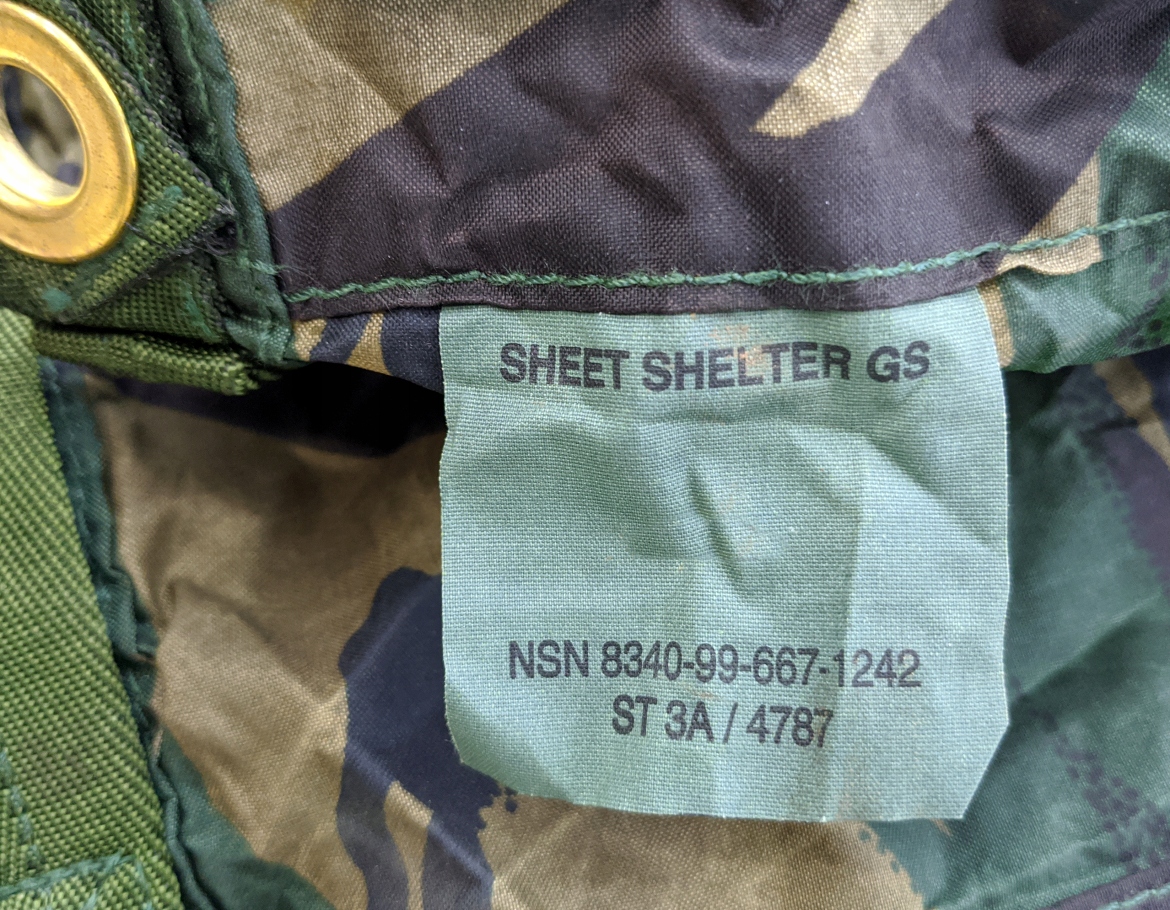 SHEET SHELTER GS
NSN 8340-99-667-1242
ST 3A / 4787